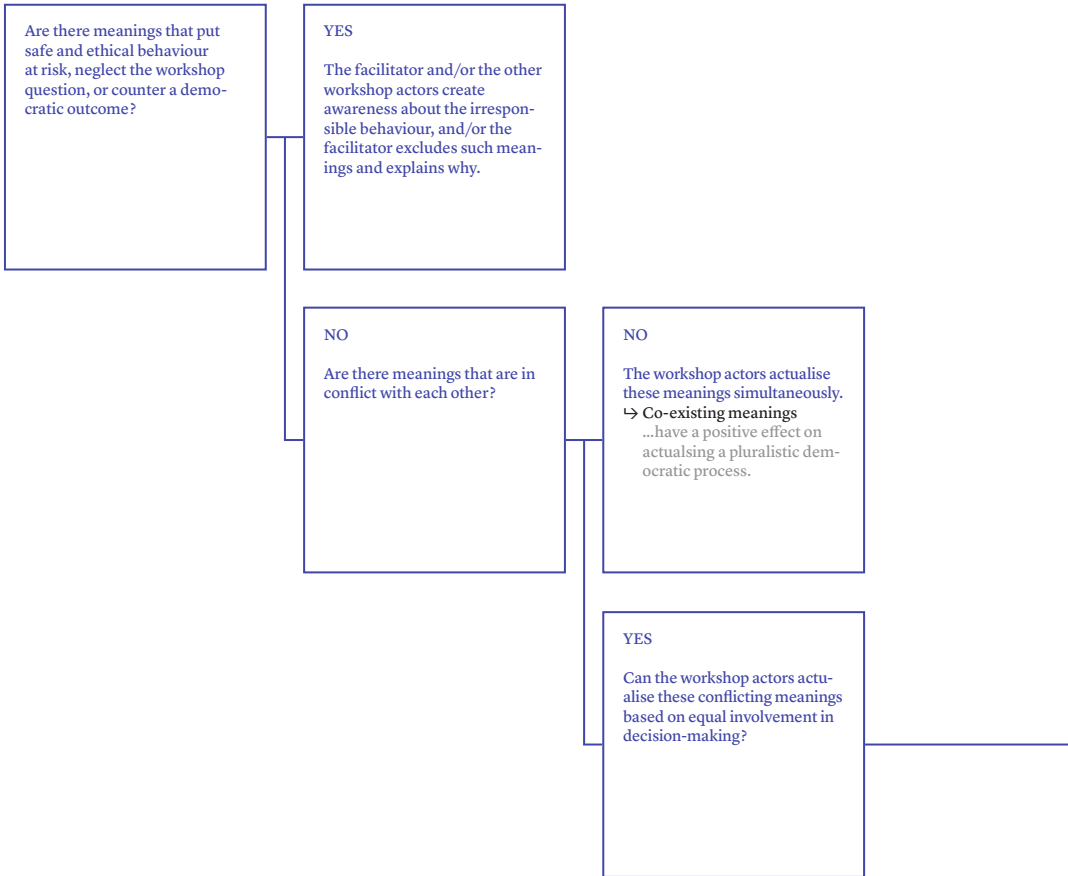 Are there meanings that put
safe and ethical behaviour
at risk, neglect the workshop
question, or counter a demo-
cratic outcome?
YES
The facilitator and/or the other
workshop actors create
awareness about the irrespon-
sible behaviour, and/or the
facilitator excludes such mean-
ings and explains why.
NO
Are there meanings that are in
conflict with each other?
NO
The workshop actors actualise
these meanings simultaneously.
↳ Co-existing meanings
...have a positive effect on
actualsing a pluralistic dem-
ocratic process.
YES
Can the workshop actors actu-
alise these conflicting meanings
based on equal involvement in
decision-making?